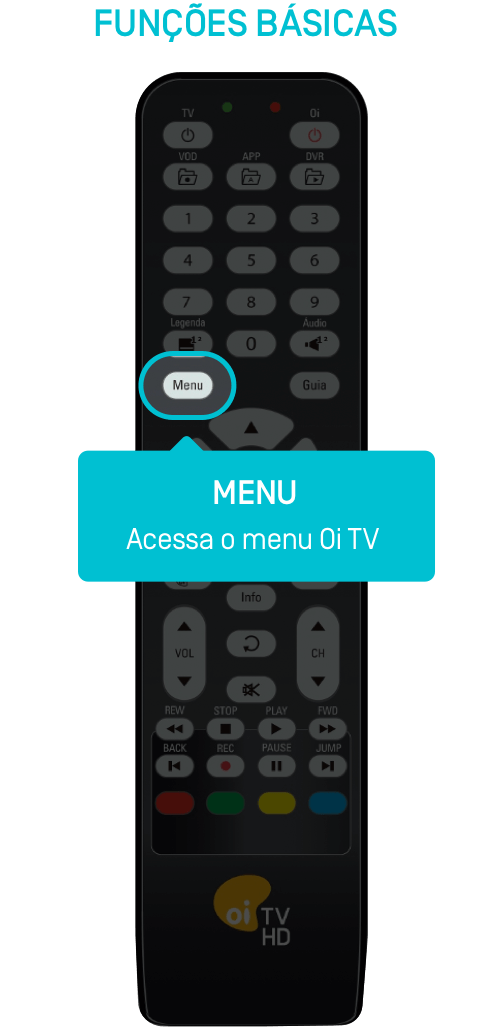 FUNÇÕES BÁSICAS
TV Oi
VOD APP DVR
1 2 3
4 5 6
7 8 9
Legenda 0 Áudio
Menu Guia
MENU
Acessa o menu Oi TV
Info
VOL CH
REW STOP PLAY FWD
BACK REC PAUSE JUMP
oi TV
HD